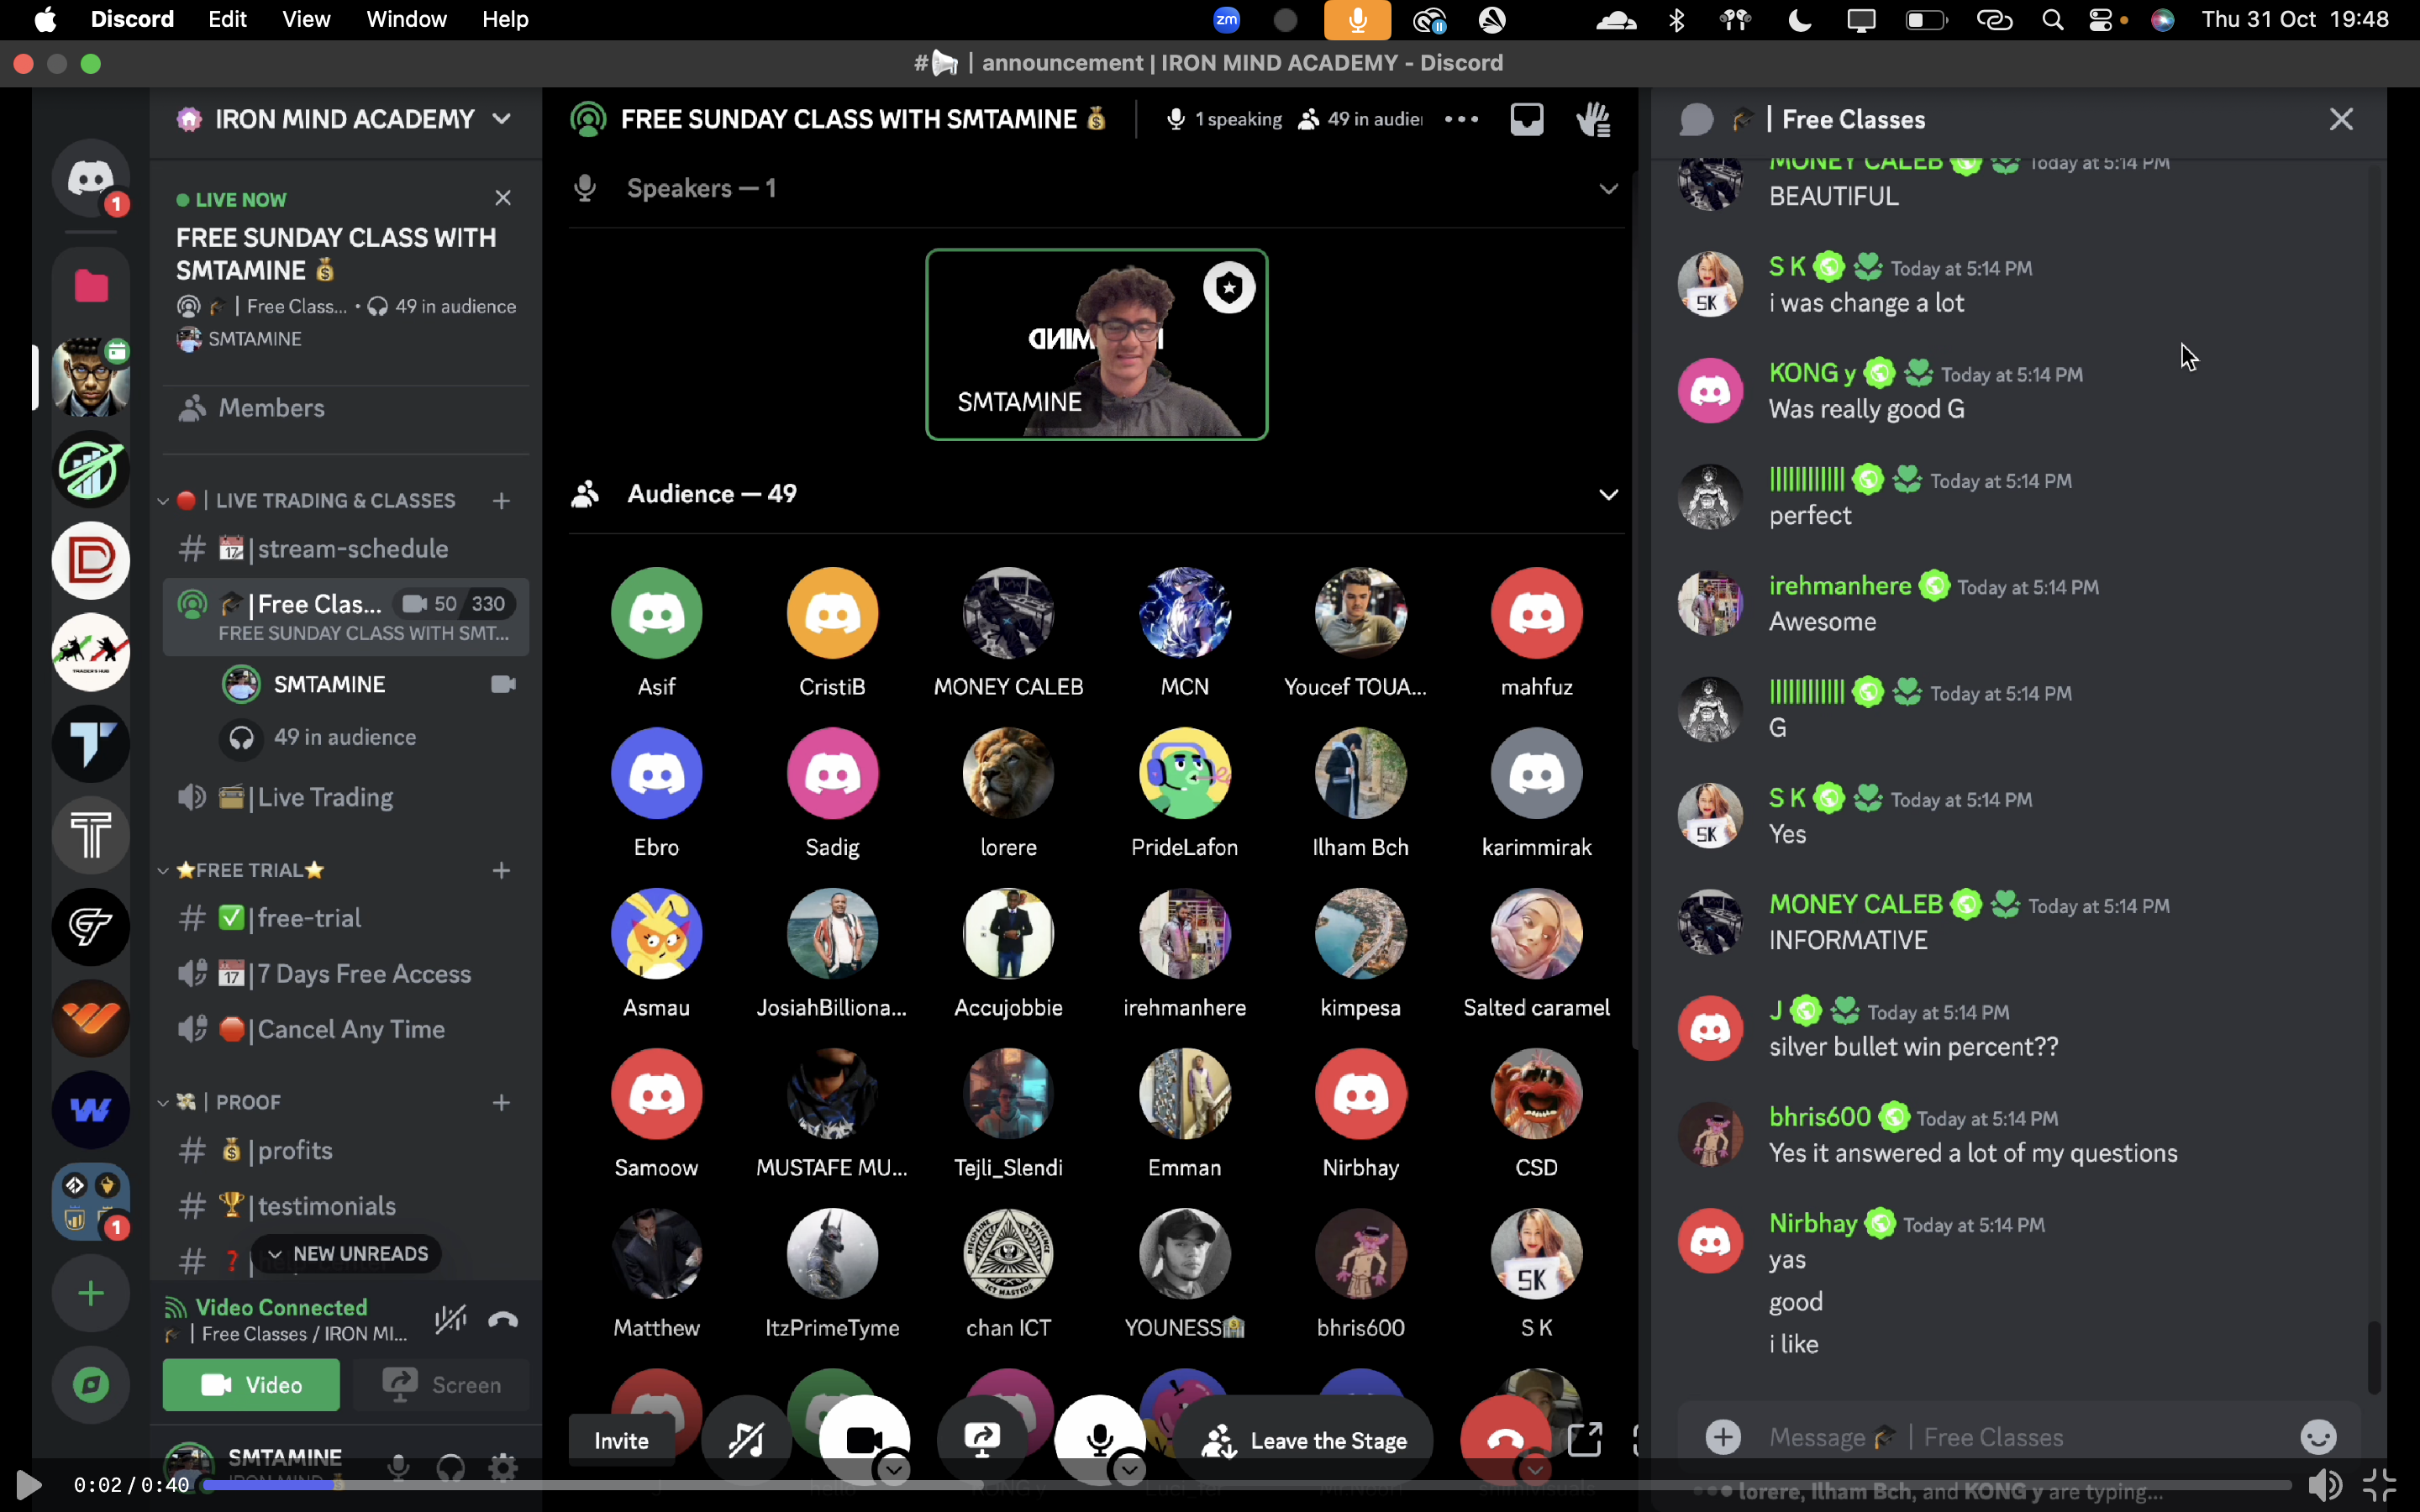 Discord Edit View Window Help
zm
Thu 31 Oct 19:48
# | announcement | IRON MIND ACADEMY - Discord
IRON MIND ACADEMY
LIVE NOW
FREE SUNDAY CLASS WITH
SMTAMINE 💰
🎓 | Free Class... • 49 in audience
SMTAMINE
Members
🔴 | LIVE TRADING & CLASSES +
# 📅|stream-schedule
🎓|Free Clas... 50 330
FREE SUNDAY CLASS WITH SMT...
SMTAMINE
49 in audience
|Live Trading
⭐FREE TRIAL⭐ +
# ✅|free-trial
📅|7 Days Free Access
🛑|Cancel Any Time
💸 | PROOF +
# 💰|profits
# 🏆|testimonials
# ❓|
NEW UNREADS
Video Connected
🎓 | Free Classes / IRON MI...
Video
Screen
SMTAMINE
1
1
FREE SUNDAY CLASS WITH SMTAMINE 💰
1 speaking 49 in audie
Speakers — 1
SMTAMINE
Audience — 49
Asif
CristiB
MONEY CALEB
MCN
Youcef TOUA...
mahfuz
Ebro
Sadig
lorere
PrideLafon
Ilham Bch
karimmirak
Asmau
JosiahBilliona...
Accujobbie
irehmanhere
kimpesa
Salted caramel
Samoow
MUSTAFE MU...
Tejli_Slendi
Emman
Nirbhay
CSD
Matthew
ItzPrimeTyme
chan ICT
YOUNESS🏦
bhris600
S K
Invite
Leave the Stage
🎓 | Free Classes
MONEY CALEB Today at 5:14 PM
BEAUTIFUL
S K Today at 5:14 PM
i was change a lot
KONG y Today at 5:14 PM
Was really good G
||||||||||| Today at 5:14 PM
perfect
irehmanhere Today at 5:14 PM
Awesome
||||||||||| Today at 5:14 PM
G
S K Today at 5:14 PM
Yes
MONEY CALEB Today at 5:14 PM
INFORMATIVE
J Today at 5:14 PM
silver bullet win percent??
bhris600 Today at 5:14 PM
Yes it answered a lot of my questions
Nirbhay Today at 5:14 PM
yas
good
i like
Message 🎓 | Free Classes
lorere, Ilham Bch, and KONG y are typing...
0:02 / 0:40